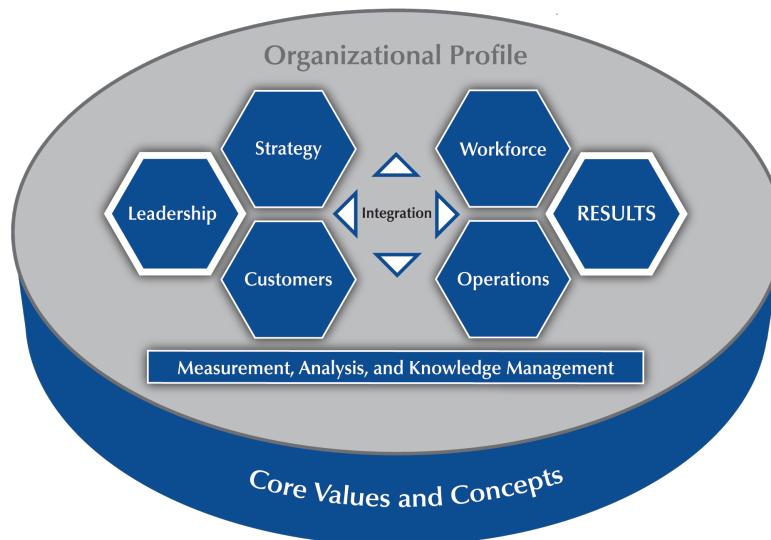 Organizational Profile
Strategy
Workforce
Leadership
Integration
RESULTS
Customers
Operations
Measurement, Analysis, and Knowledge Management
Core Values and Concepts